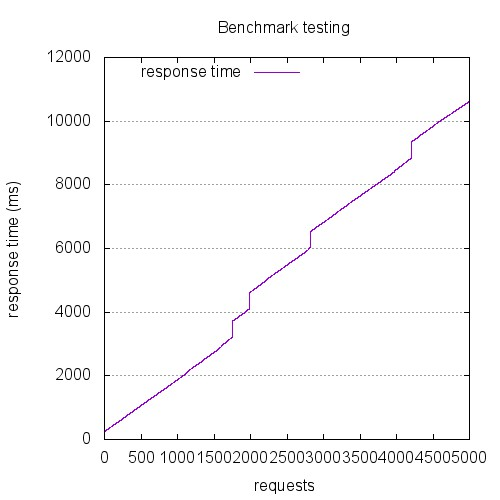 Benchmark testing
response time
12000
10000
8000
6000
4000
2000
0
response time (ms)
0 500 1000 1500 2000 2500 3000 3500 4000 4500 5000
requests